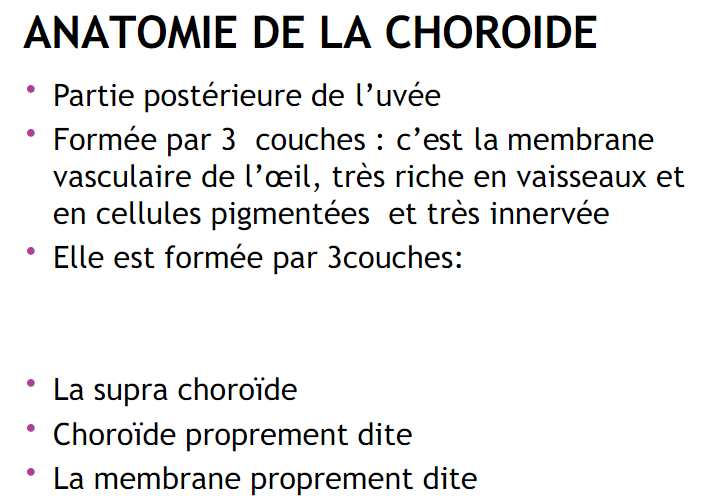 ANATOMIE DE LA CHOROIDE
• Partie postérieure de l’uvée
• Formée par 3 couches : c’est la membrane
vasculaire de l’œil, très riche en vaisseaux et
en cellules pigmentées et très innervée
• Elle est formée par 3couches:
• La supra choroïde
• Choroïde proprement dite
• La membrane proprement dite